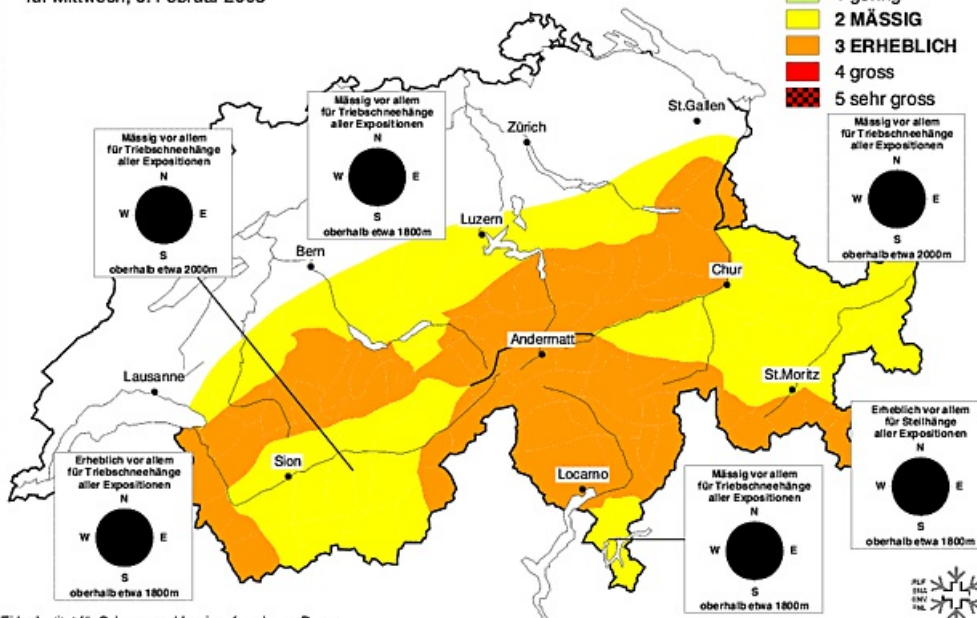 für Mittwoch,
2 MÄSSIG
3 ERHEBLICH
4 gross
5 sehr gross
Mässig vor allem
für Triebschneehänge
aller Expositionen
N
W E
S
oberhalb etwa 2000m
Mässig vor allem
für Triebschneehänge
aller Expositionen
N
W E
S
oberhalb etwa 1800m
Mässig vor allem
für Triebschneehänge
aller Expositionen
N
W E
S
oberhalb etwa 2000m
St.Gallen
Zürich
Luzern
Bern
Chur
Andermatt
Lausanne
St.Moritz
Sion
Locarno
Erheblich vor allem
für Triebschneehänge
aller Expositionen
N
W E
S
oberhalb etwa 1800m
Mässig vor allem
für Triebschneehänge
aller Expositionen
N
W E
S
oberhalb etwa 1800m
Erheblich vor allem
für Steilhänge
aller Expositionen
N
W E
S
oberhalb etwa 1800m